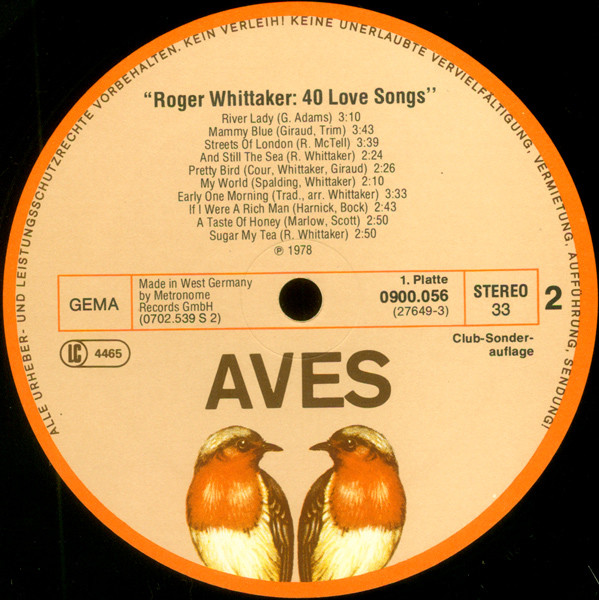 ALLE URHEBER- UND LEISTUNGSSCHUTZRECHTE VORBEHALTEN. KEIN VERLEIH! KEINE UNERLAUBTE VERVIELFÄLTIGUNG, VERMIETUNG, AUFFÜHRUNG, SENDUNG!
“Roger Whittaker: 40 Love Songs”
River Lady (G. Adams) 3:10
Mammy Blue (Giraud, Trim) 3:43
Streets Of London (R. McTell) 3:39
And Still The Sea (R. Whittaker) 2:24
Pretty Bird (Cour, Whittaker, Giraud) 2:26
My World (Spalding, Whittaker) 2:10
Early One Morning (Trad., arr. Whittaker) 3:33
If I Were A Rich Man (Harnick, Bock) 2:43
A Taste Of Honey (Marlow, Scott) 2:50
Sugar My Tea (R. Whittaker) 2:50
℗ 1978
GEMA
Made in West Germany
by Metronome
Records GmbH
(0702.539 S 2)
1. Platte
0900.056
(27649-3)
STEREO
33
2
LC 4465
Club-Sonder-
auflage
AVES